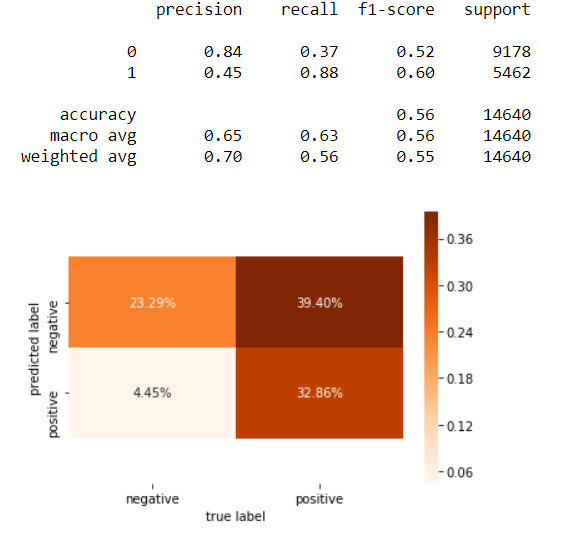 precision recall f1-score support
0 0.84 0.37 0.52 9178
1 0.45 0.88 0.60 5462
accuracy 0.56 14640
macro avg 0.65 0.63 0.56 14640
weighted avg 0.70 0.56 0.55 14640
0.36
0.30
0.24
0.18
0.12
0.06
predicted label
negative
positive
23.29% 39.40%
4.45% 32.86%
negative positive
true label